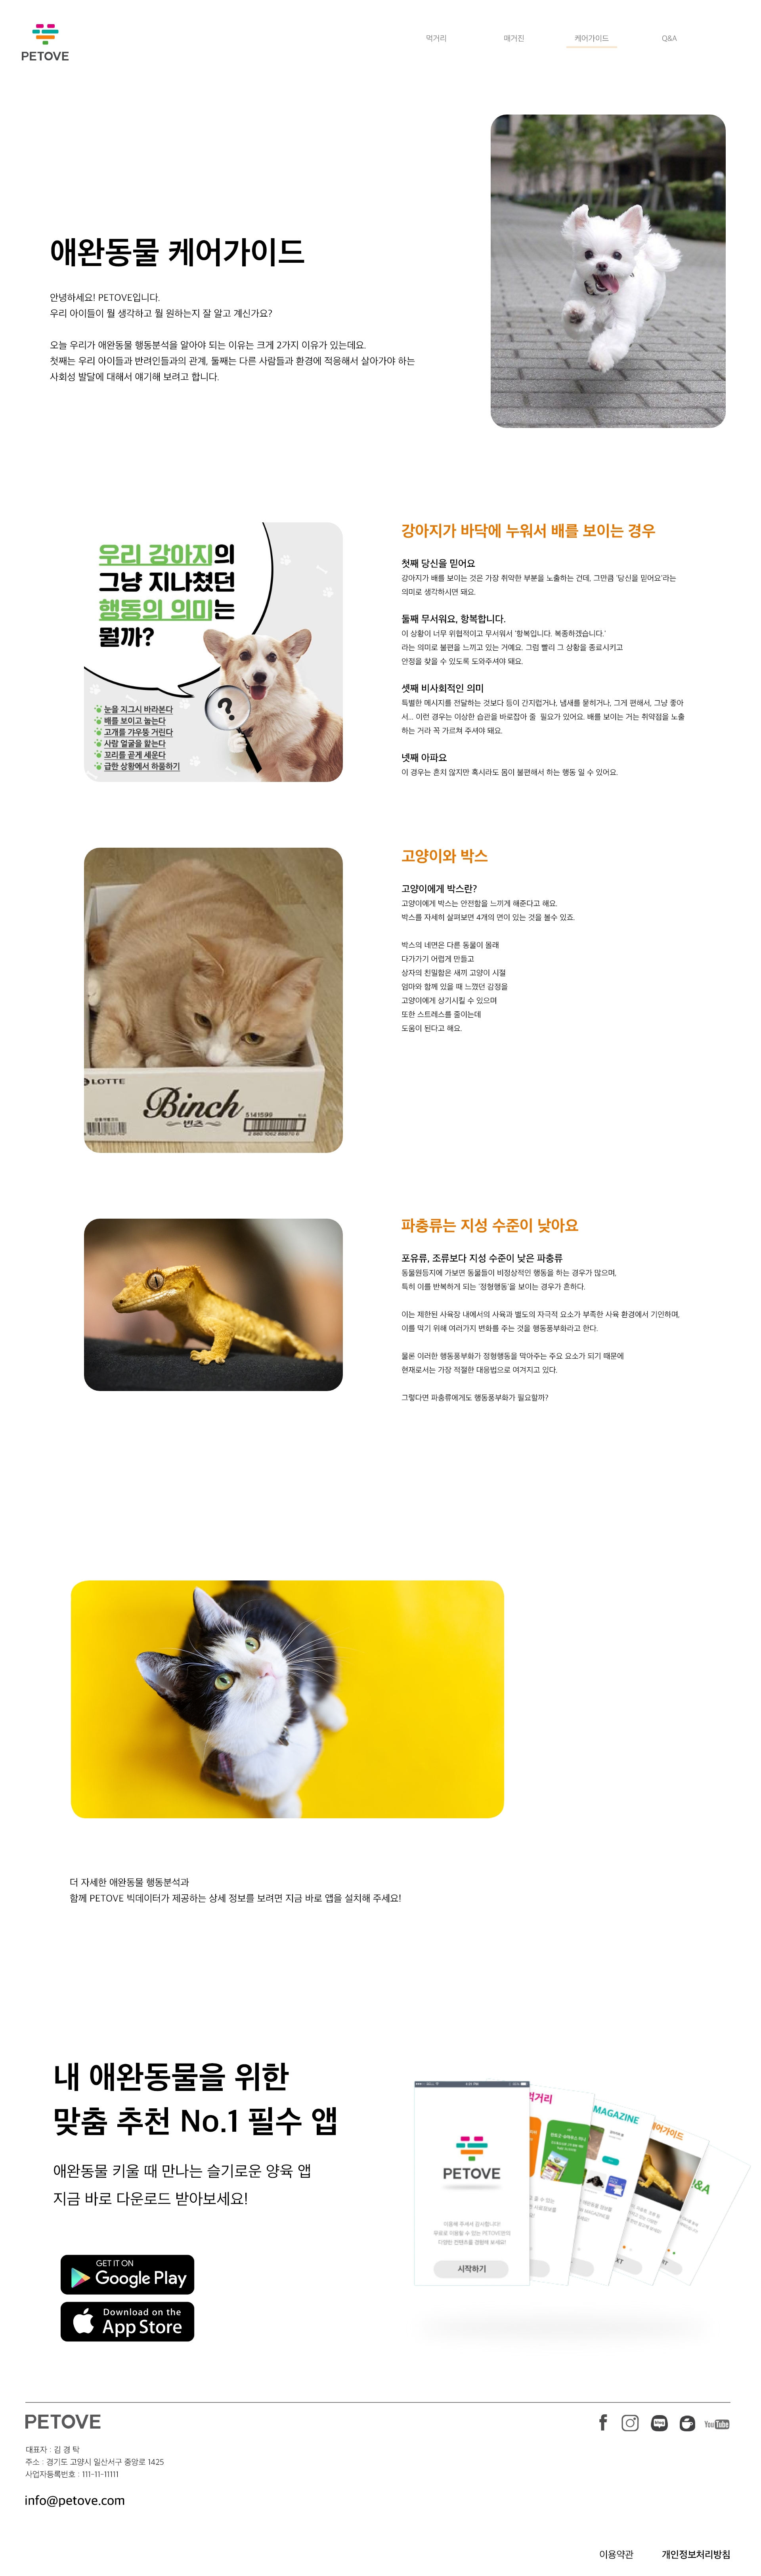 PETOVE
먹거리
매거진
케어가이드
Q&A
애완동물 케어가이드
안녕하세요! PETOVE입니다.
우리 아이들이 뭘 생각하고 뭘 원하는지 잘 알고 계신가요?
오늘 우리가 애완동물 행동분석을 알아야 되는 이유는 크게 2가지 이유가 있는데요.
첫째는 우리 아이들과 반려인들과의 관계, 둘째는 다른 사람들과 환경에 적응해서 살아가야 하는
사회성 발달에 대해서 얘기해 보려고 합니다.
우리 강아지의
그냥 지나쳤던
행동의 의미는
뭘까?
눈을 지그시 바라본다
배를 보이고 눕는다
고개를 갸우뚱 거린다
사람 얼굴을 핥는다
꼬리를 곧게 세운다
급한 상황에서 하품하기
강아지가 바닥에 누워서 배를 보이는 경우
첫째 당신을 믿어요
강아지가 배를 보이는 것은 가장 취약한 부분을 노출하는 건데, 그만큼 '당신을 믿어요'라는
의미로 생각하시면 돼요.
둘째 무서워요, 항복합니다.
이 상황이 너무 위협적이고 무서워서 '항복입니다. 복종하겠습니다.'
라는 의미로 불편을 느끼고 있는 거예요. 그럼 빨리 그 상황을 종료시키고
안정을 찾을 수 있도록 도와주셔야 돼요.
셋째 비사회적인 의미
특별한 메시지를 전달하는 것보다 등이 간지럽거나, 냄새를 묻히거나, 그게 편해서, 그냥 좋아
서... 이런 경우는 이상한 습관을 바로잡아 줄 필요가 있어요. 배를 보이는 거는 취약점을 노출
하는 거라 꼭 가르쳐 주셔야 돼요.
넷째 아파요
이 경우는 흔치 않지만 혹시라도 몸이 불편해서 하는 행동 일 수 있어요.
LOTTE
Binch
빈츠
5141599
고양이와 박스
고양이에게 박스란?
고양이에게 박스는 안전함을 느끼게 해준다고 해요.
박스를 자세히 살펴보면 4개의 면이 있는 것을 볼수 있죠.
박스의 네면은 다른 동물이 몰래
다가가기 어렵게 만들고
상자의 친밀함은 새끼 고양이 시절
엄마와 함께 있을 때 느꼈던 감정을
고양이에게 상기시킬 수 있으며
또한 스트레스를 줄이는데
도움이 된다고 해요.
파충류는 지성 수준이 낮아요
포유류, 조류보다 지성 수준이 낮은 파충류
동물원등지에 가보면 동물들이 비정상적인 행동을 하는 경우가 많으며,
특히 이를 반복하게 되는 '정형행동'을 보이는 경우가 흔하다.
이는 제한된 사육장 내에서의 사육과 별도의 자극적 요소가 부족한 사육 환경에서 기인하며,
이를 막기 위해 여러가지 변화를 주는 것을 행동풍부화라고 한다.
물론 이러한 행동풍부화가 정형행동을 막아주는 주요 요소가 되기 때문에
현재로서는 가장 적절한 대응법으로 여겨지고 있다.
그렇다면 파충류에게도 행동풍부화가 필요할까?
더 자세한 애완동물 행동분석과
함께 PETOVE 빅데이터가 제공하는 상세 정보를 보려면 지금 바로 앱을 설치해 주세요!
내 애완동물을 위한
맞춤 추천 No.1 필수 앱
애완동물 키울 때 만나는 슬기로운 양육 앱
지금 바로 다운로드 받아보세요!
GET IT ON
Google Play
Download on the
App Store
PETOVE
더울때 주셔서 감사합니다!
무료로 이용할 수 있는 PETOVE만의
다양한 컨텐츠를 경험해 보세요!
시작하기
먹거리
MAGAZINE
케어가이드
Q&A
PETOVE
대표자 : 김 경 탁
주소 : 경기도 고양시 일산서구 중앙로 1425
사업자등록번호 : 111-11-11111
info@petove.com
blog
YouTube
이용약관
개인정보처리방침